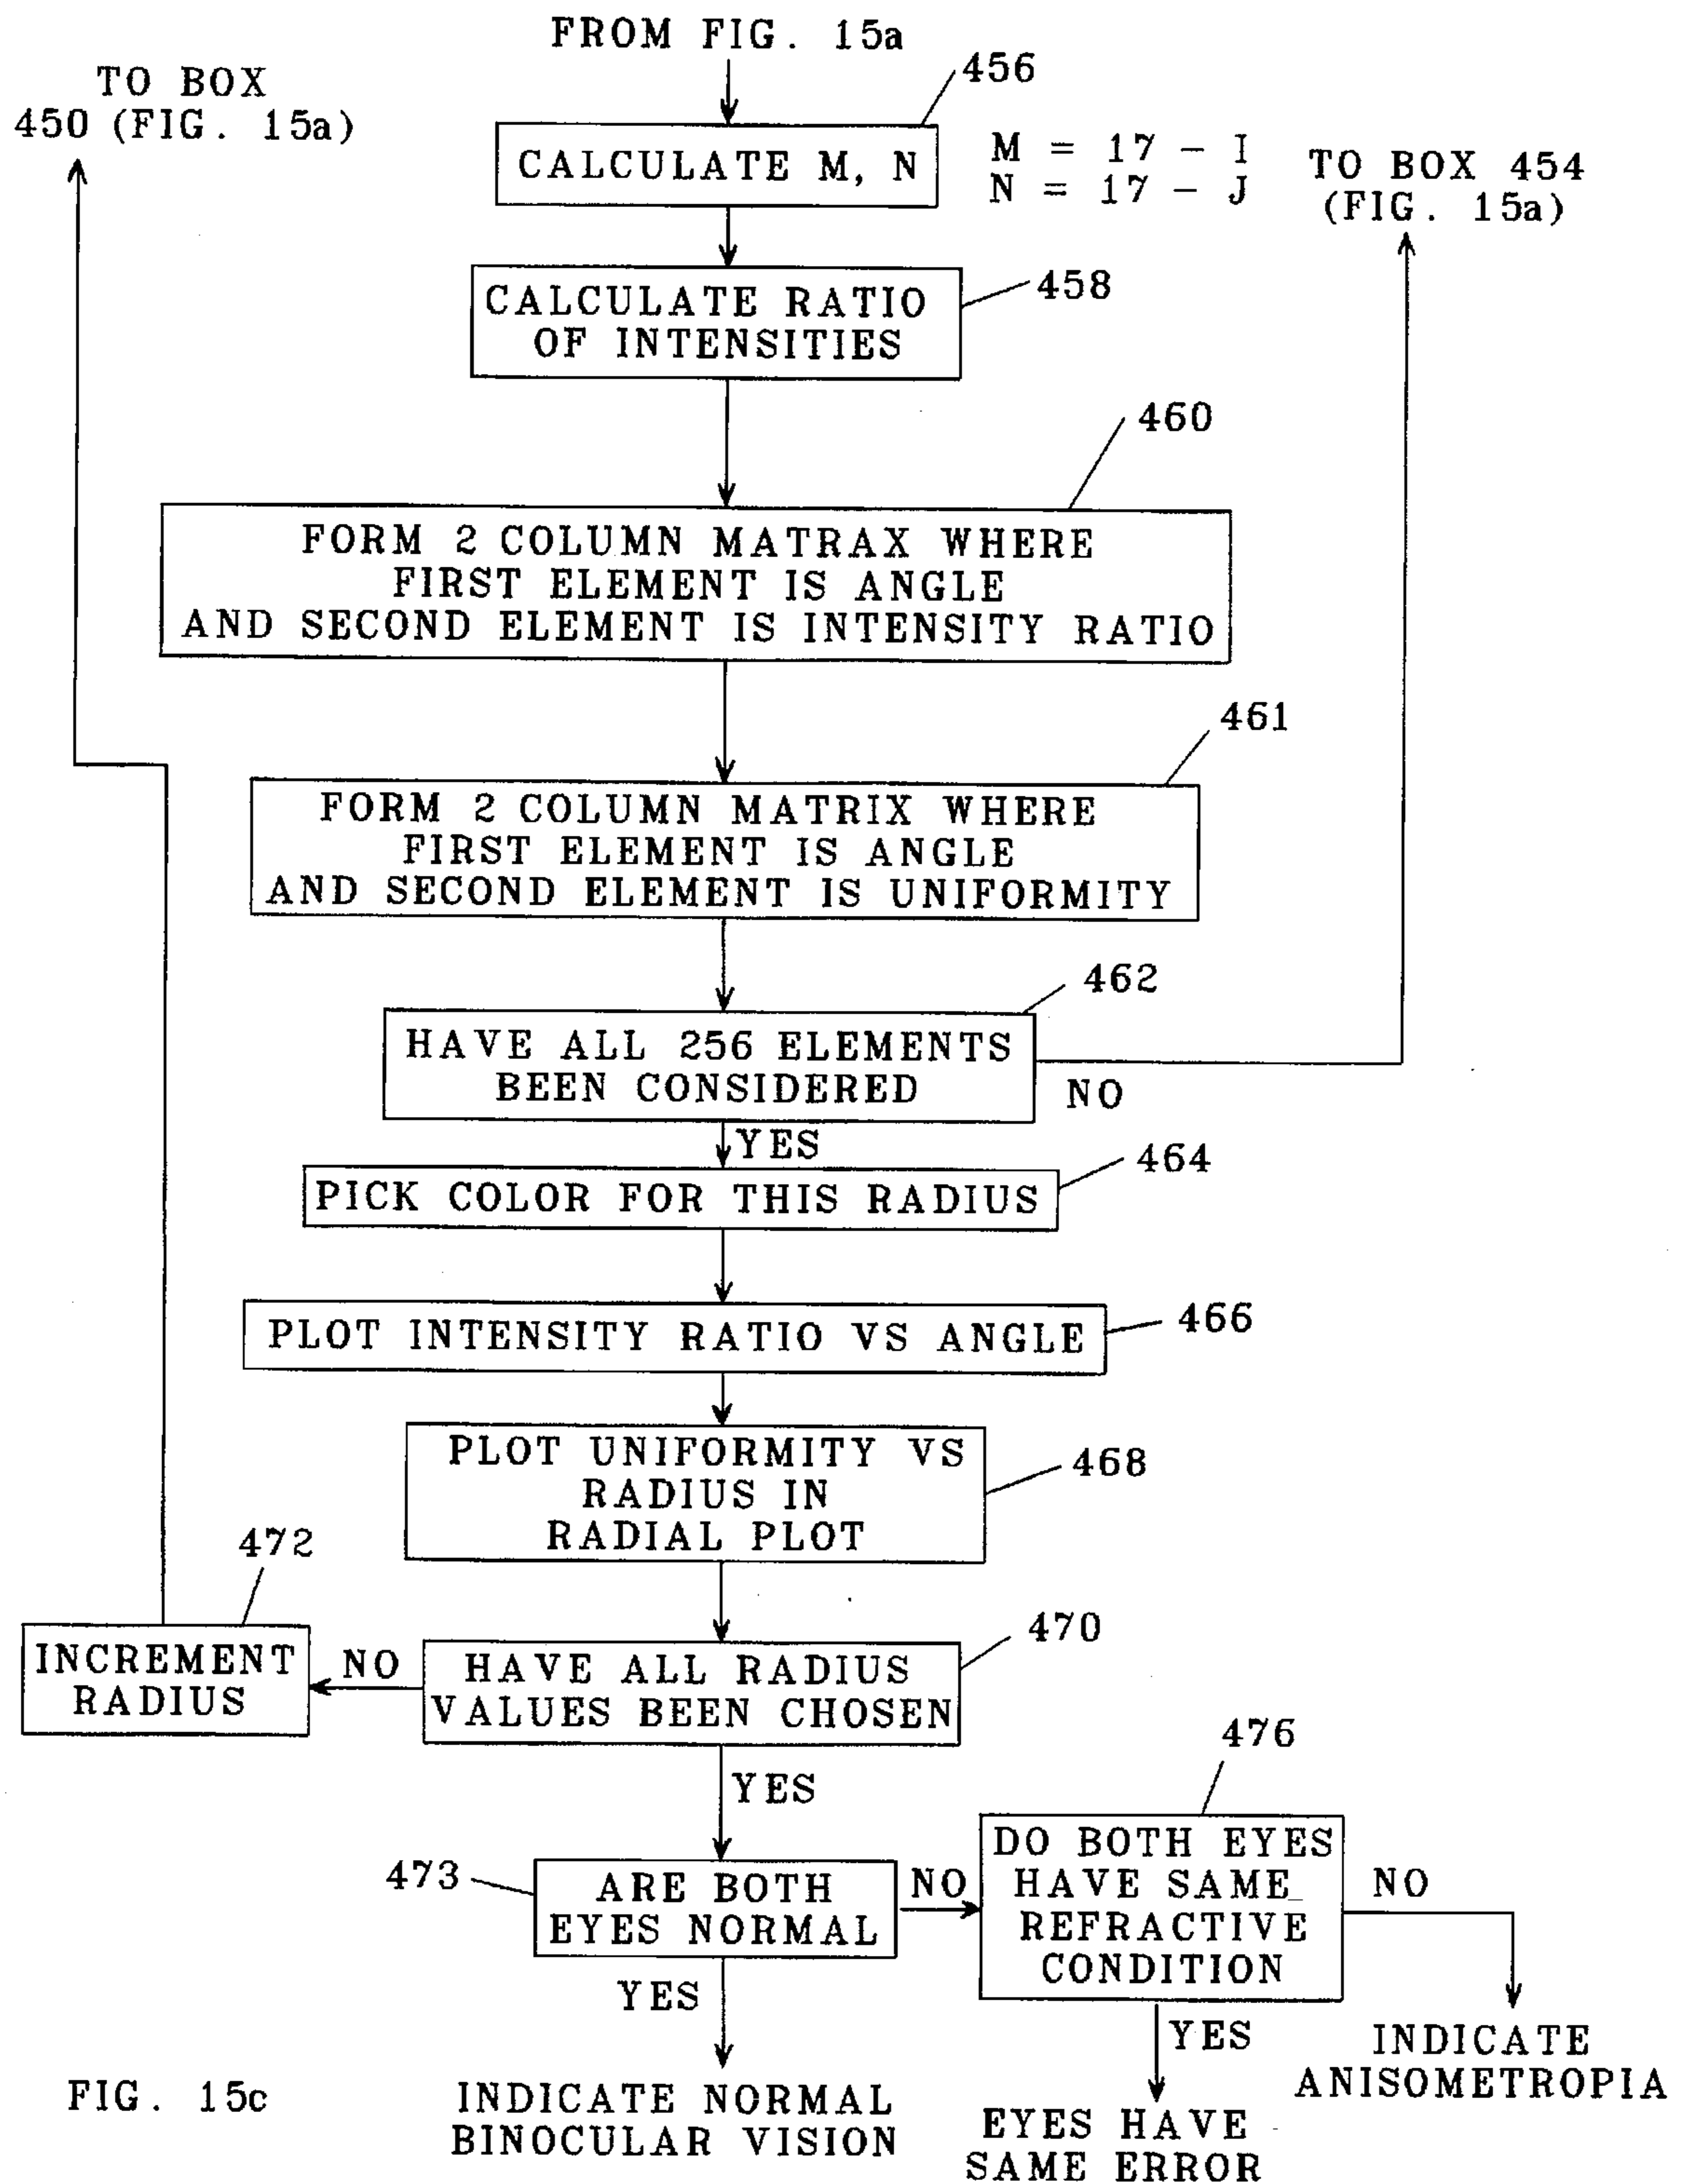 FROM FIG. 15a
TO BOX
450 (FIG. 15a)
456
CALCULATE M, N
M = 17 - I
N = 17 - J
TO BOX 454
(FIG. 15a)
CALCULATE RATIO
OF INTENSITIES
458
460
FORM 2 COLUMN MATRAX WHERE
FIRST ELEMENT IS ANGLE
AND SECOND ELEMENT IS INTENSITY RATIO
461
FORM 2 COLUMN MATRIX WHERE
FIRST ELEMENT IS ANGLE
AND SECOND ELEMENT IS UNIFORMITY
462
HAVE ALL 256 ELEMENTS
BEEN CONSIDERED
NO
YES
464
PICK COLOR FOR THIS RADIUS
466
PLOT INTENSITY RATIO VS ANGLE
PLOT UNIFORMITY VS
RADIUS IN
RADIAL PLOT
468
472
INCREMENT
RADIUS
NO
470
HAVE ALL RADIUS
VALUES BEEN CHOSEN
YES
476
473
ARE BOTH
EYES NORMAL
NO
DO BOTH EYES
HAVE SAME
REFRACTIVE
CONDITION
NO
YES
YES
INDICATE
ANISOMETROPIA
FIG. 15c
INDICATE NORMAL
BINOCULAR VISION
EYES HAVE
SAME ERROR